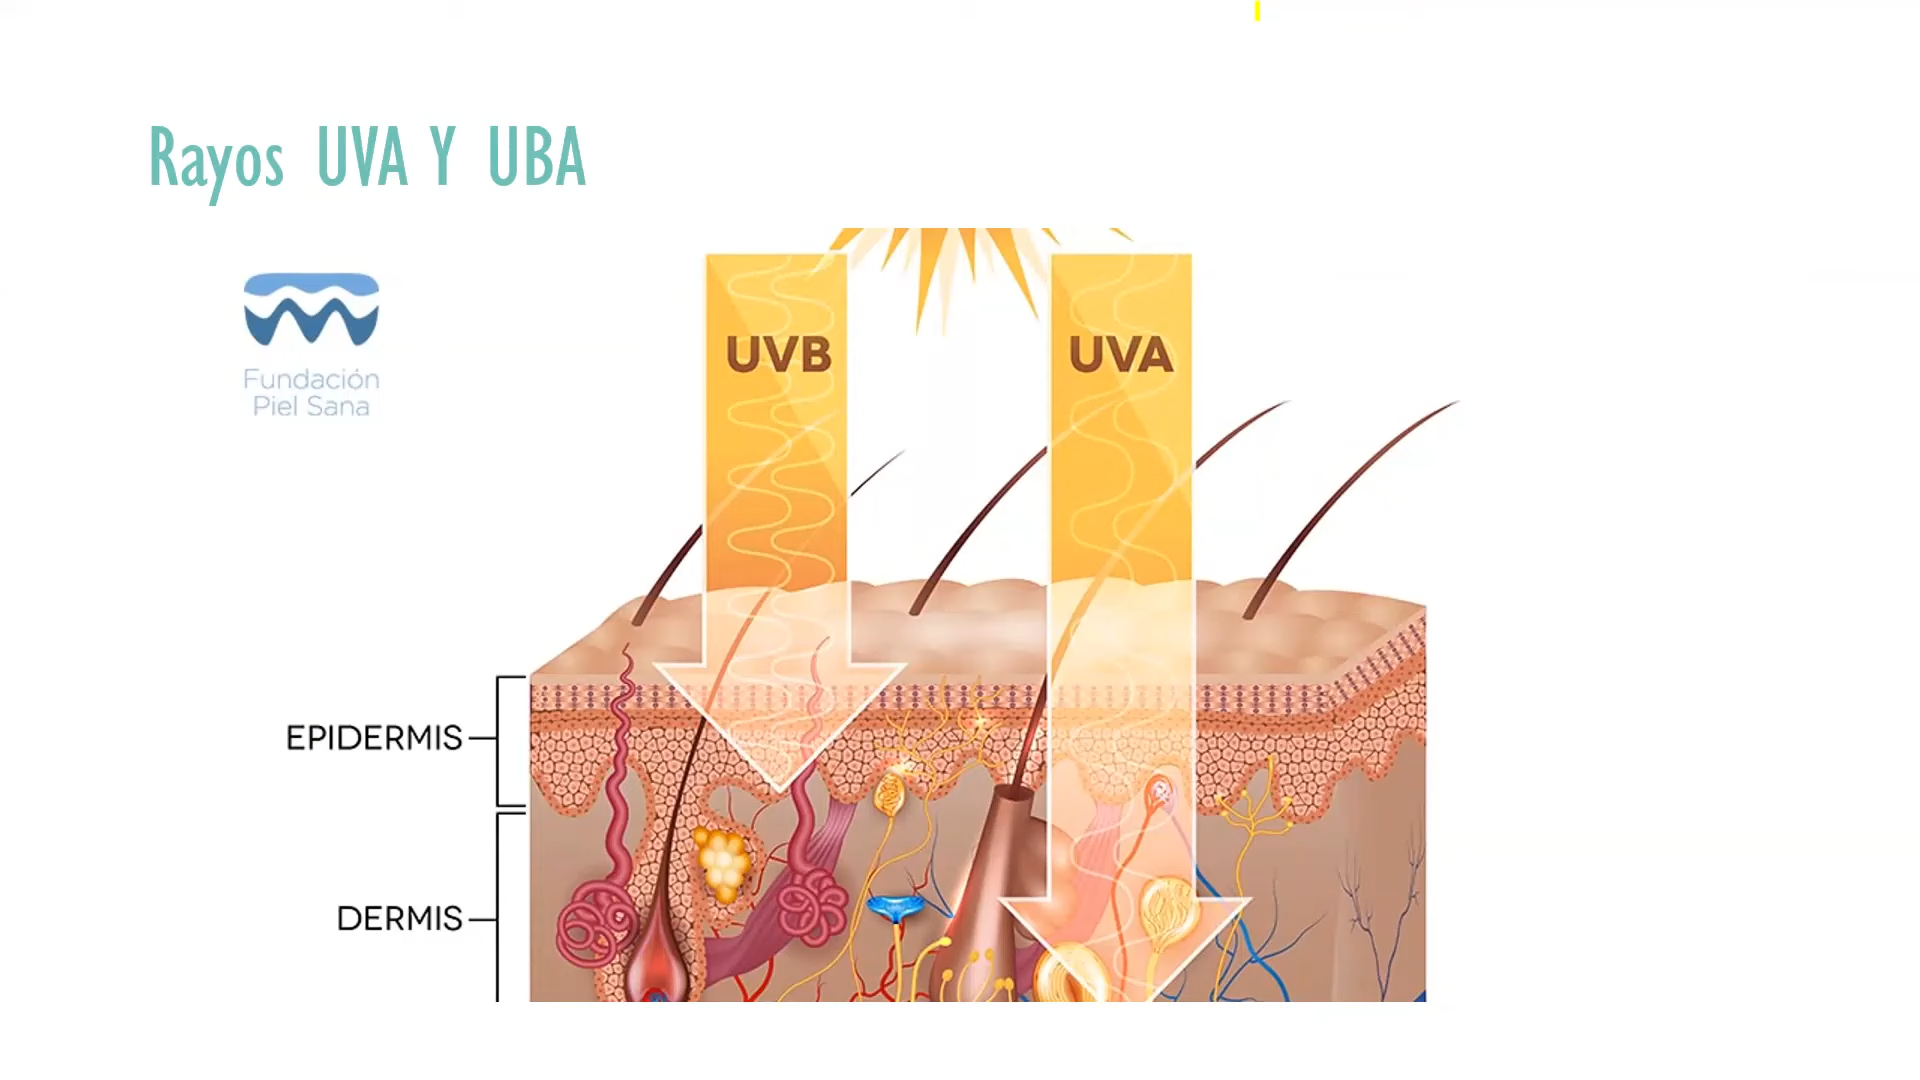 Rayos UVA Y UBA
Fundación
Piel Sana
UVB
UVA
EPIDERMIS
DERMIS